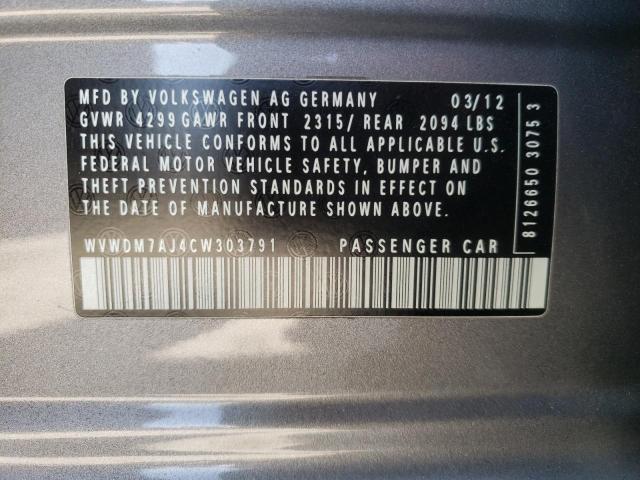 MFD BY VOLKSWAGEN AG GERMANY 03/12
GVWR 4299 GAWR FRONT 2315/ REAR 2094 LBS
THIS VEHICLE CONFORMS TO ALL APPLICABLE U.S.
FEDERAL MOTOR VEHICLE SAFETY, BUMPER AND
THEFT PREVENTION STANDARDS IN EFFECT ON
THE DATE OF MANUFACTURE SHOWN ABOVE.
WVWDM7AJ4CW303791 PASSENGER CAR
8126650 3075 3